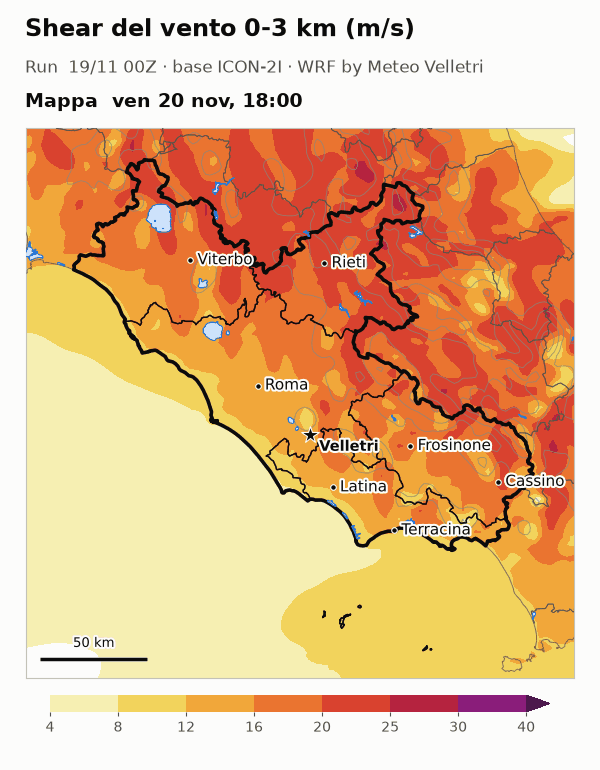 Shear del vento 0-3 km (m/s)
Run  19/11 00Z · base ICON-2I · WRF by Meteo Velletri
Mappa  ven 20 nov, 18:00
Viterbo
Rieti
Roma
Velletri
Frosinone
Cassino
Latina
Terracina
50 km
4 8 12 16 20 25 30 40